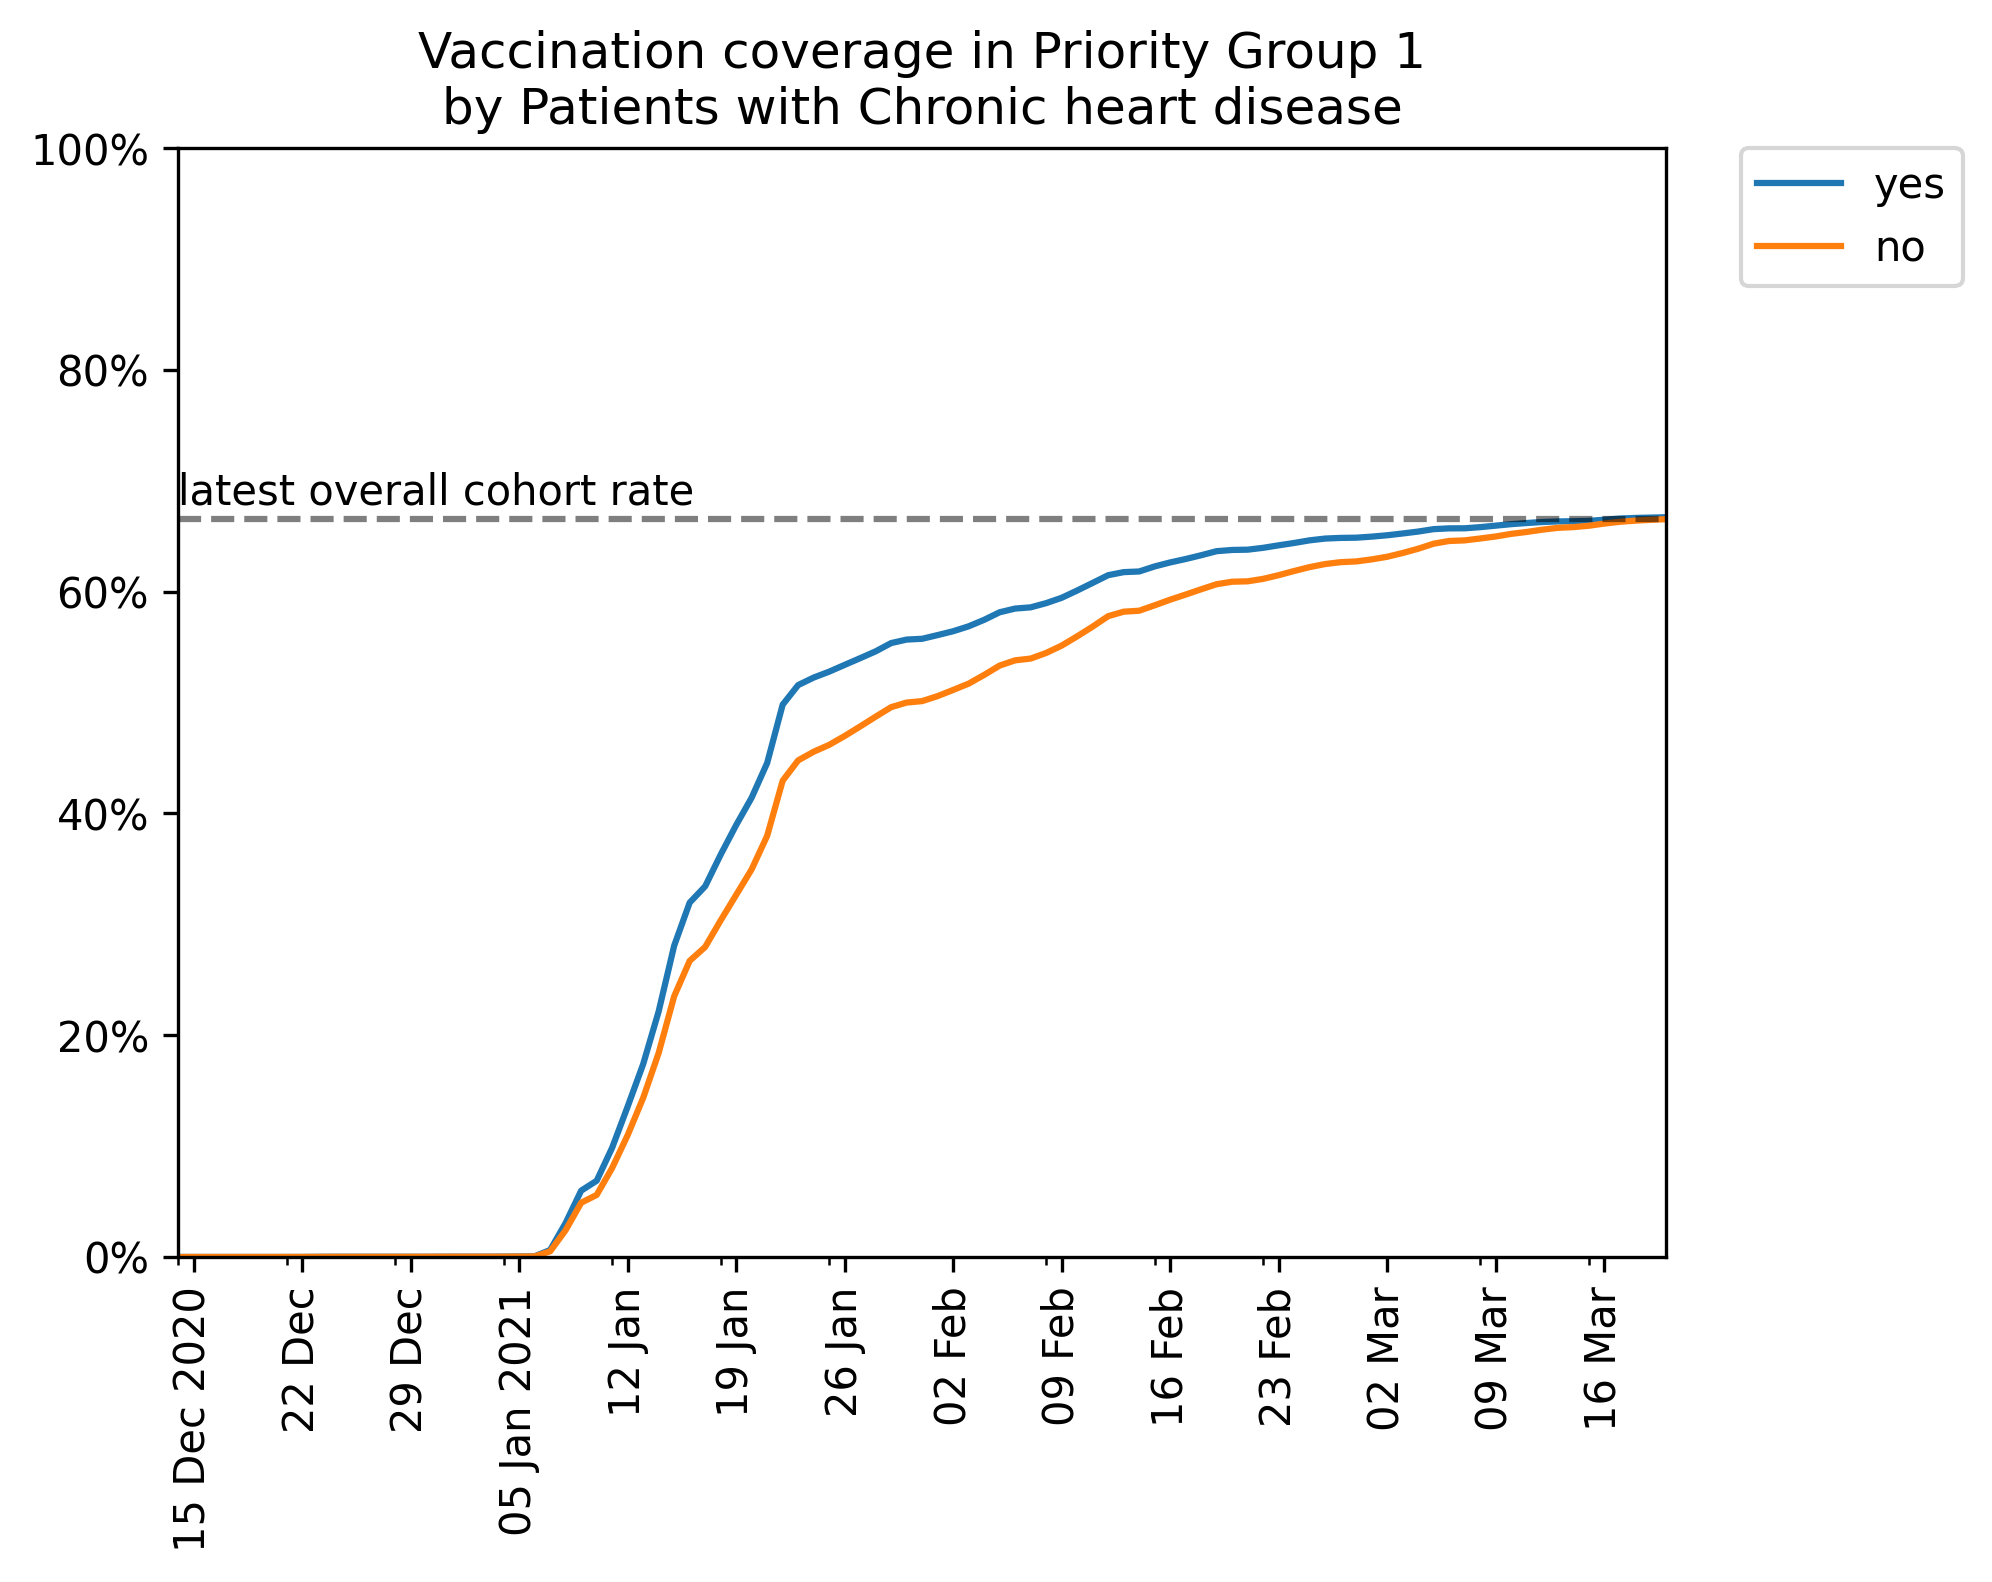 Vaccination coverage in Priority Group 1
by Patients with Chronic heart disease
100%
80%
60%
40%
20%
0%
latest overall cohort rate
yes
no
15 Dec 2020
22 Dec
29 Dec
05 Jan 2021
12 Jan
19 Jan
26 Jan
02 Feb
09 Feb
16 Feb
23 Feb
02 Mar
09 Mar
16 Mar